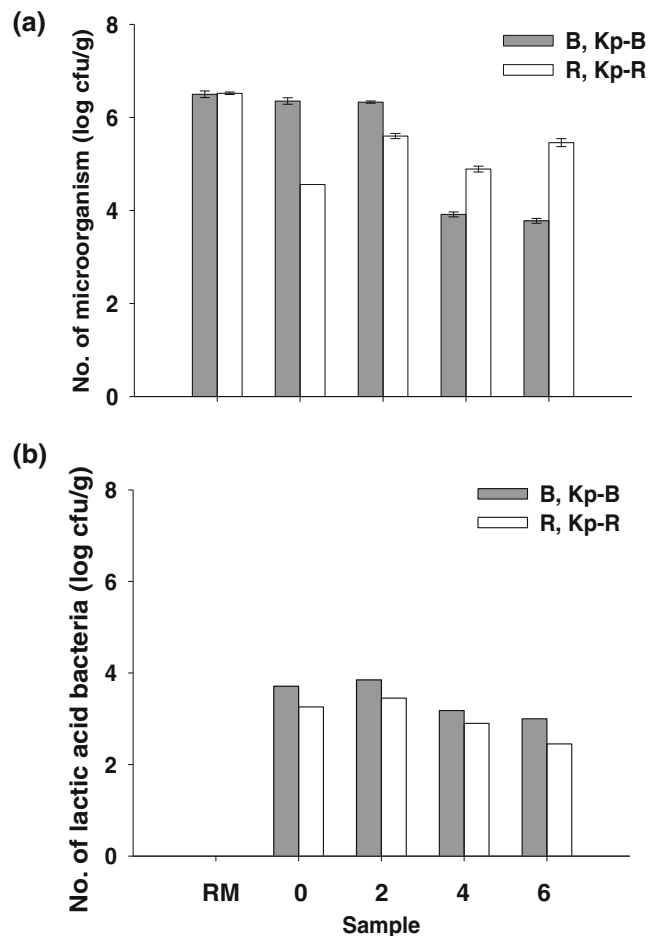 (a)
No. of microorganism (log cfu/g)
8
6
4
2
0
B, Kp-B
R, Kp-R
(b)
No. of lactic acid bacteria (log cfu/g)
8
6
4
2
0
B, Kp-B
R, Kp-R
RM 0 2 4 6
Sample